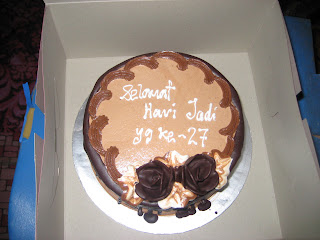 Selamat
Hari Jadi
yg ke-27